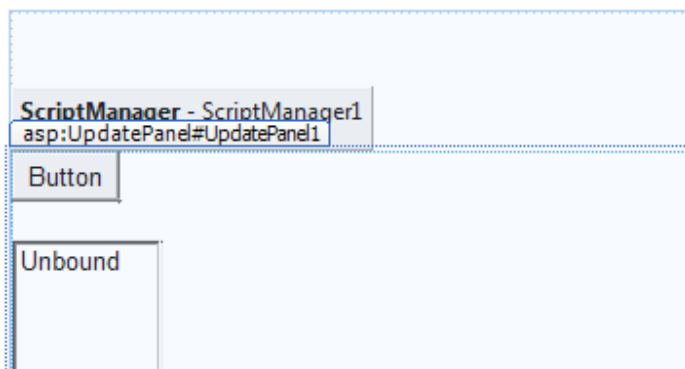 ScriptManager - ScriptManager1
asp:UpdatePanel#UpdatePanel1
Button
Unbound